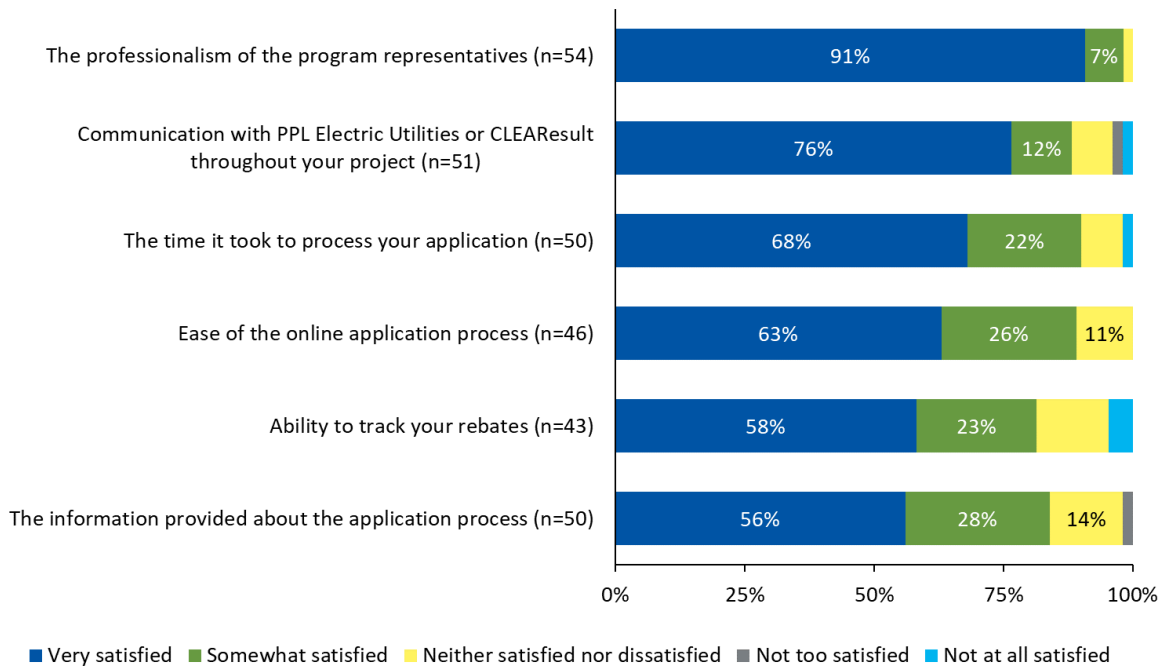 The professionalism of the program representatives (n=54)
91%
7%
Communication with PPL Electric Utilities or CLEAResult
throughout your project (n=51)
76%
12%
The time it took to process your application (n=50)
68%
22%
Ease of the online application process (n=46)
63%
26%
11%
Ability to track your rebates (n=43)
58%
23%
The information provided about the application process (n=50)
56%
28%
14%
0%
25%
50%
75%
100%
Very satisfied
Somewhat satisfied
Neither satisfied nor dissatisfied
Not too satisfied
Not at all satisfied